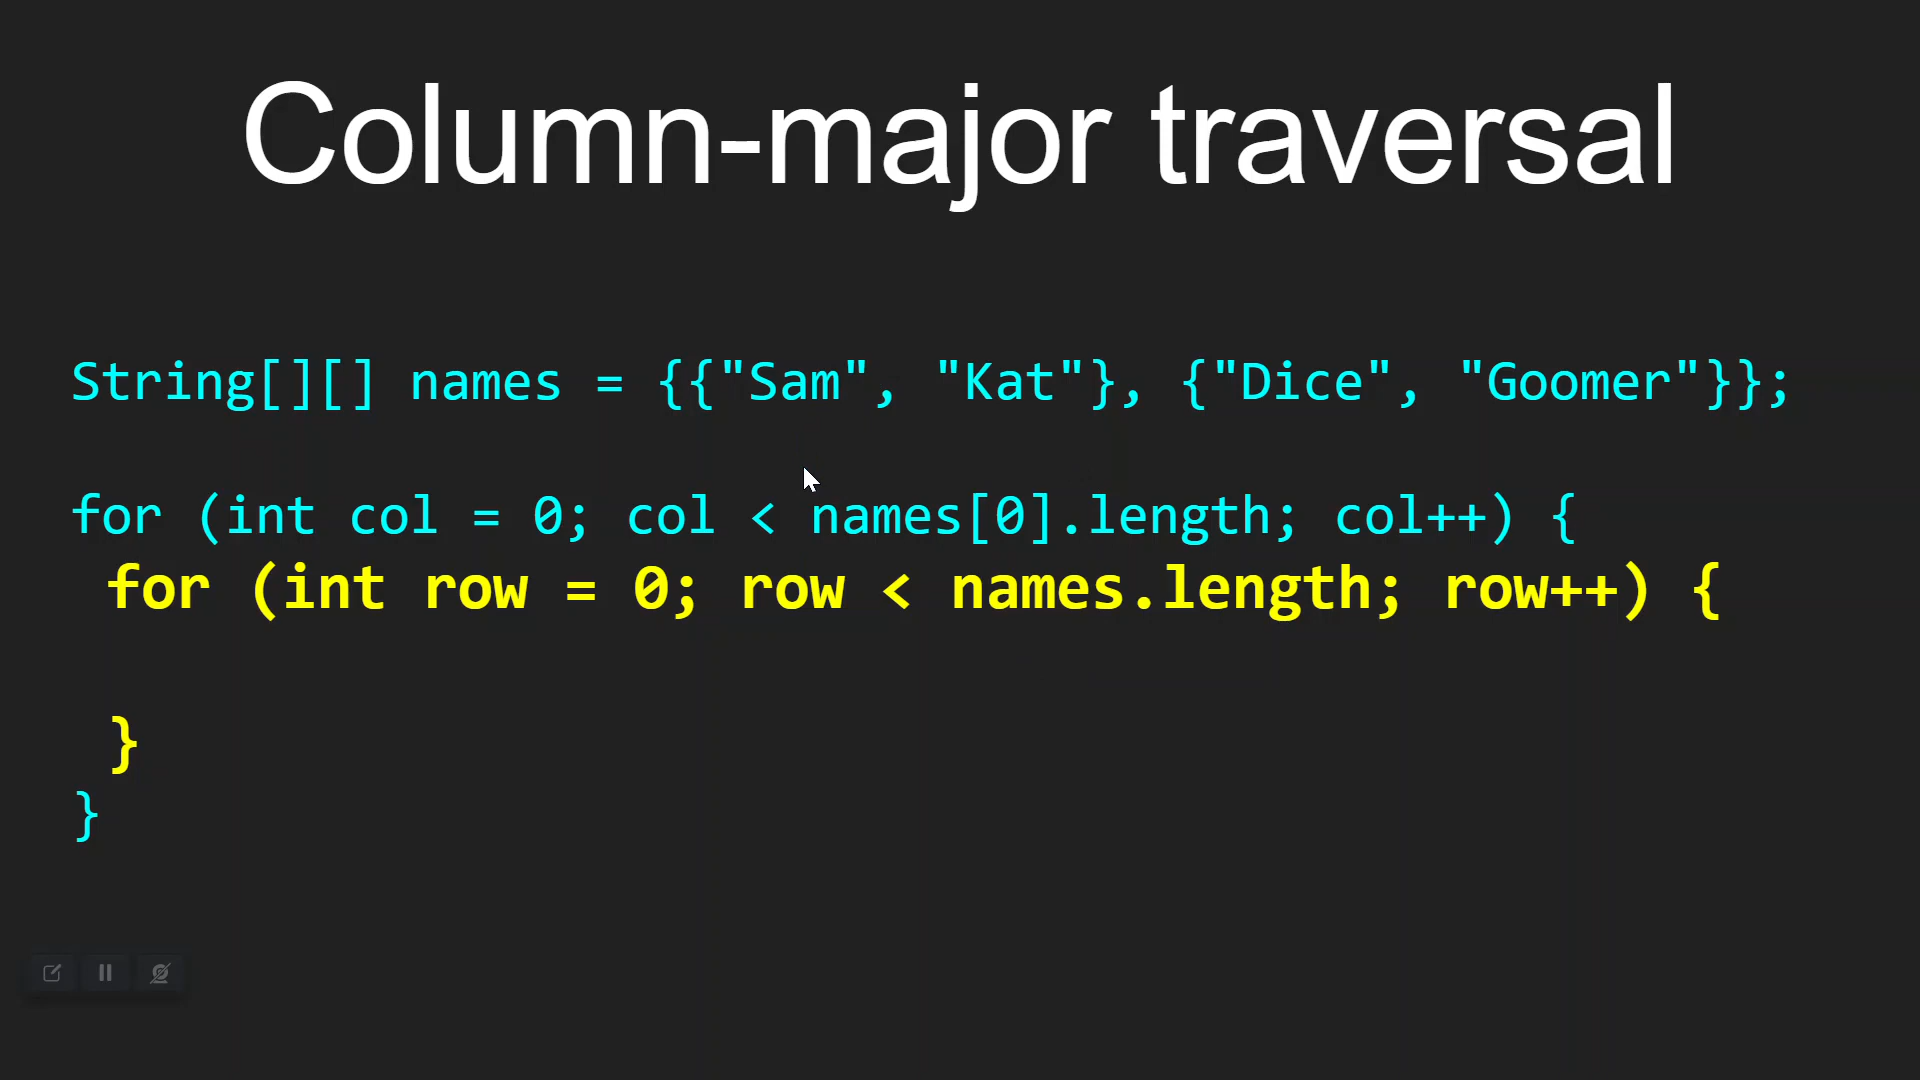 Column-major traversal
String[][] names = {{"Sam", "Kat"}, {"Dice", "Goomer"}};
for (int col = 0; col < names[0].length; col++) {
for (int row = 0; row < names.length; row++) {
}
}